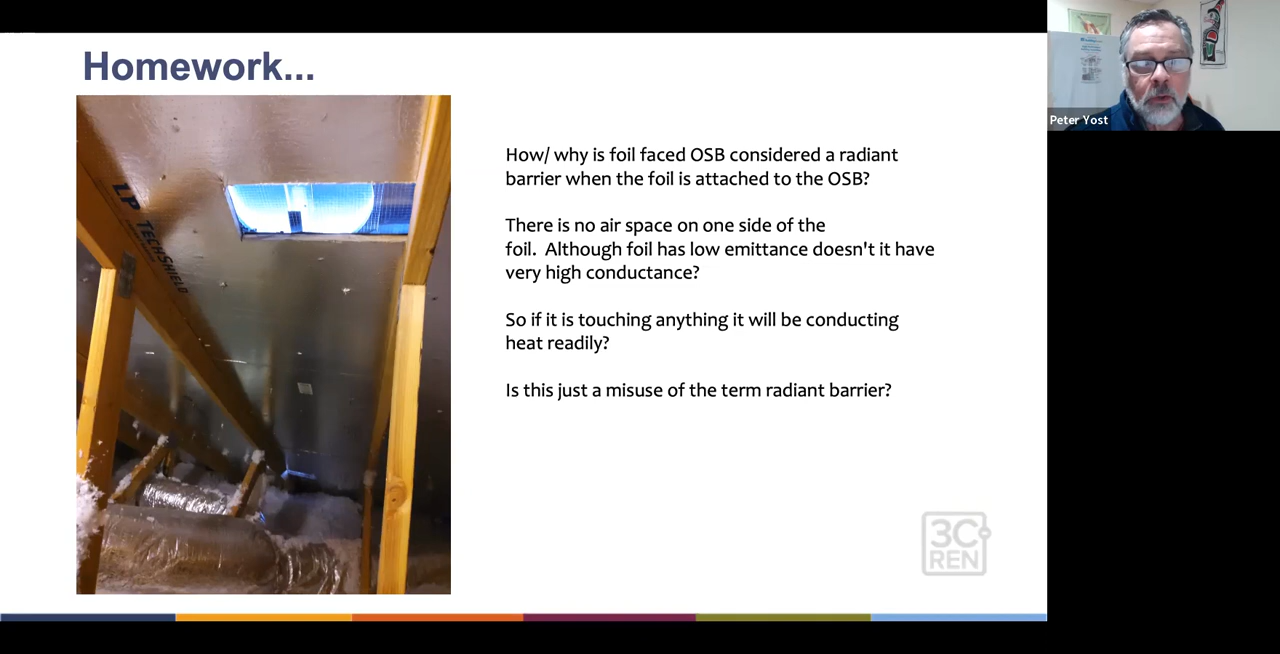 Homework...
LP TECHSHIELD
How/ why is foil faced OSB considered a radiant
barrier when the foil is attached to the OSB?
There is no air space on one side of the
foil.  Although foil has low emittance doesn't it have
very high conductance?
So if it is touching anything it will be conducting
heat readily?
Is this just a misuse of the term radiant barrier?
3C
REN
Peter Yost